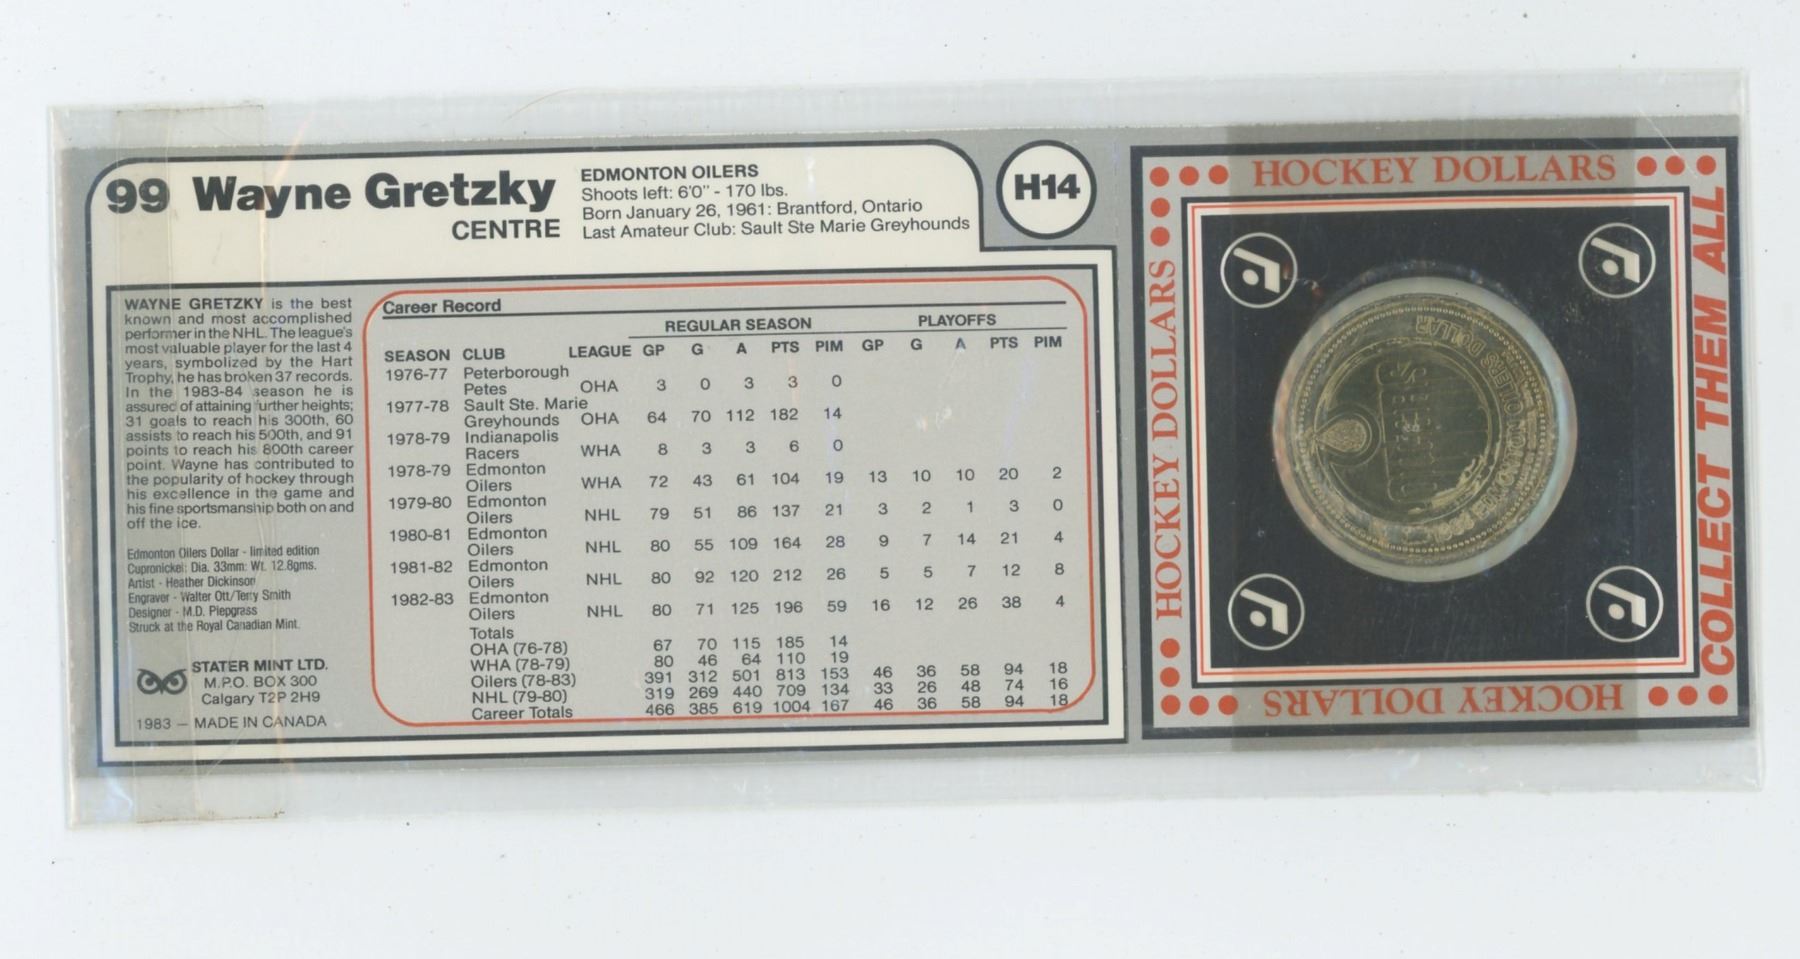 99 Wayne Gretzky
CENTRE
EDMONTON OILERS
Shoots left: 6'0" - 170 lbs.
Born January 26, 1961: Brantford, Ontario
Last Amateur Club: Sault Ste Marie Greyhounds
H14
WAYNE GRETZKY is the best
known and most accomplished
performer in the NHL. The league's
most valuable player for the last 4
years, symbolized by the Hart
Trophy, he has broken 37 records.
In the 1983-84 season he is
assured of attaining further heights;
31 goals to reach his 300th, 60
assists to reach his 500th, and 91
points to reach his 800th career
point. Wayne has contributed to
the popularity of hockey through
his excellence in the game and
his fine sportsmanship both on and
off the ice.
Edmonton Oilers Dollar - limited edition
Cupronickel: Dia. 33mm: Wt. 12.8gms.
Artist - Heather Dickinson
Engraver - Walter Ott/Terry Smith
Designer - M.D. Piepgrass
Struck at the Royal Canadian Mint.
STATER MINT LTD.
M.P.O. BOX 300
Calgary T2P 2H9
1983 — MADE IN CANADA
Career Record
REGULAR SEASON PLAYOFFS
SEASON CLUB LEAGUE GP G A PTS PIM GP G A PTS PIM
1976-77 Peterborough
Petes OHA 3 0 3 3 0
1977-78 Sault Ste. Marie
Greyhounds OHA 64 70 112 182 14
1978-79 Indianapolis
Racers WHA 8 3 3 6 0
1978-79 Edmonton
Oilers WHA 72 43 61 104 19 13 10 10 20 2
1979-80 Edmonton
Oilers NHL 79 51 86 137 21 3 2 1 3 0
1980-81 Edmonton
Oilers NHL 80 55 109 164 28 9 7 14 21 4
1981-82 Edmonton
Oilers NHL 80 92 120 212 26 5 5 7 12 8
1982-83 Edmonton
Oilers NHL 80 71 125 196 59 16 12 26 38 4
Totals
OHA (76-78) 67 70 115 185 14
WHA (78-79) 80 46 64 110 19
Oilers (78-83) 391 312 501 813 153 46 36 58 94 18
NHL (79-80) 319 269 440 709 134 33 26 48 74 16
Career Totals 466 385 619 1004 167 46 36 58 94 18
HOCKEY DOLLARS
HOCKEY DOLLARS
COLLECT THEM ALL
HOCKEY DOLLARS
EDMONTON OILERS DOLLAR